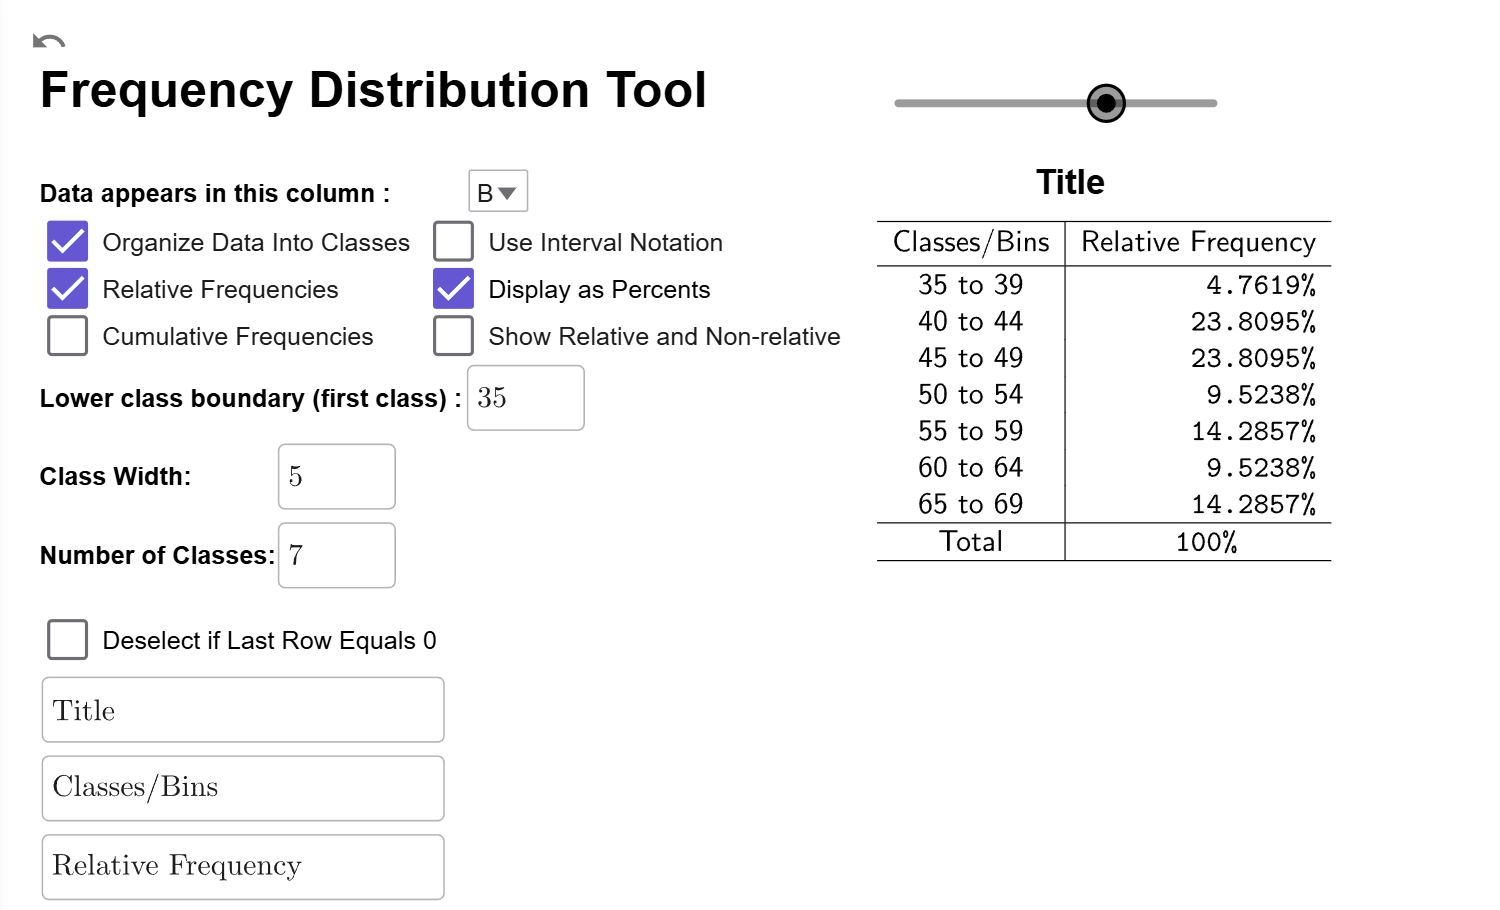 Frequency Distribution Tool
Data appears in this column :
B
Organize Data Into Classes
Use Interval Notation
Relative Frequencies
Display as Percents
Cumulative Frequencies
Show Relative and Non-relative
Lower class boundary (first class) :
35
Class Width:
5
Number of Classes:
7
Deselect if Last Row Equals 0
Title
Classes/Bins
Relative Frequency
Title
Classes/Bins Relative Frequency
35 to 39 4.7619%
40 to 44 23.8095%
45 to 49 23.8095%
50 to 54 9.5238%
55 to 59 14.2857%
60 to 64 9.5238%
65 to 69 14.2857%
Total 100%